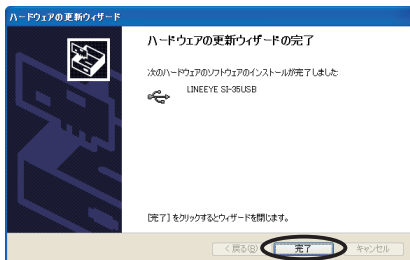 ハードウェアの更新ウィザード
ハードウェアの更新ウィザードの完了
次のハードウェアのソフトウェアのインストールが完了しました
LINEEYE SI-35USB
[完了] をクリックするとウィザードを閉じます。
< 戻る(B)
完了
キャンセル